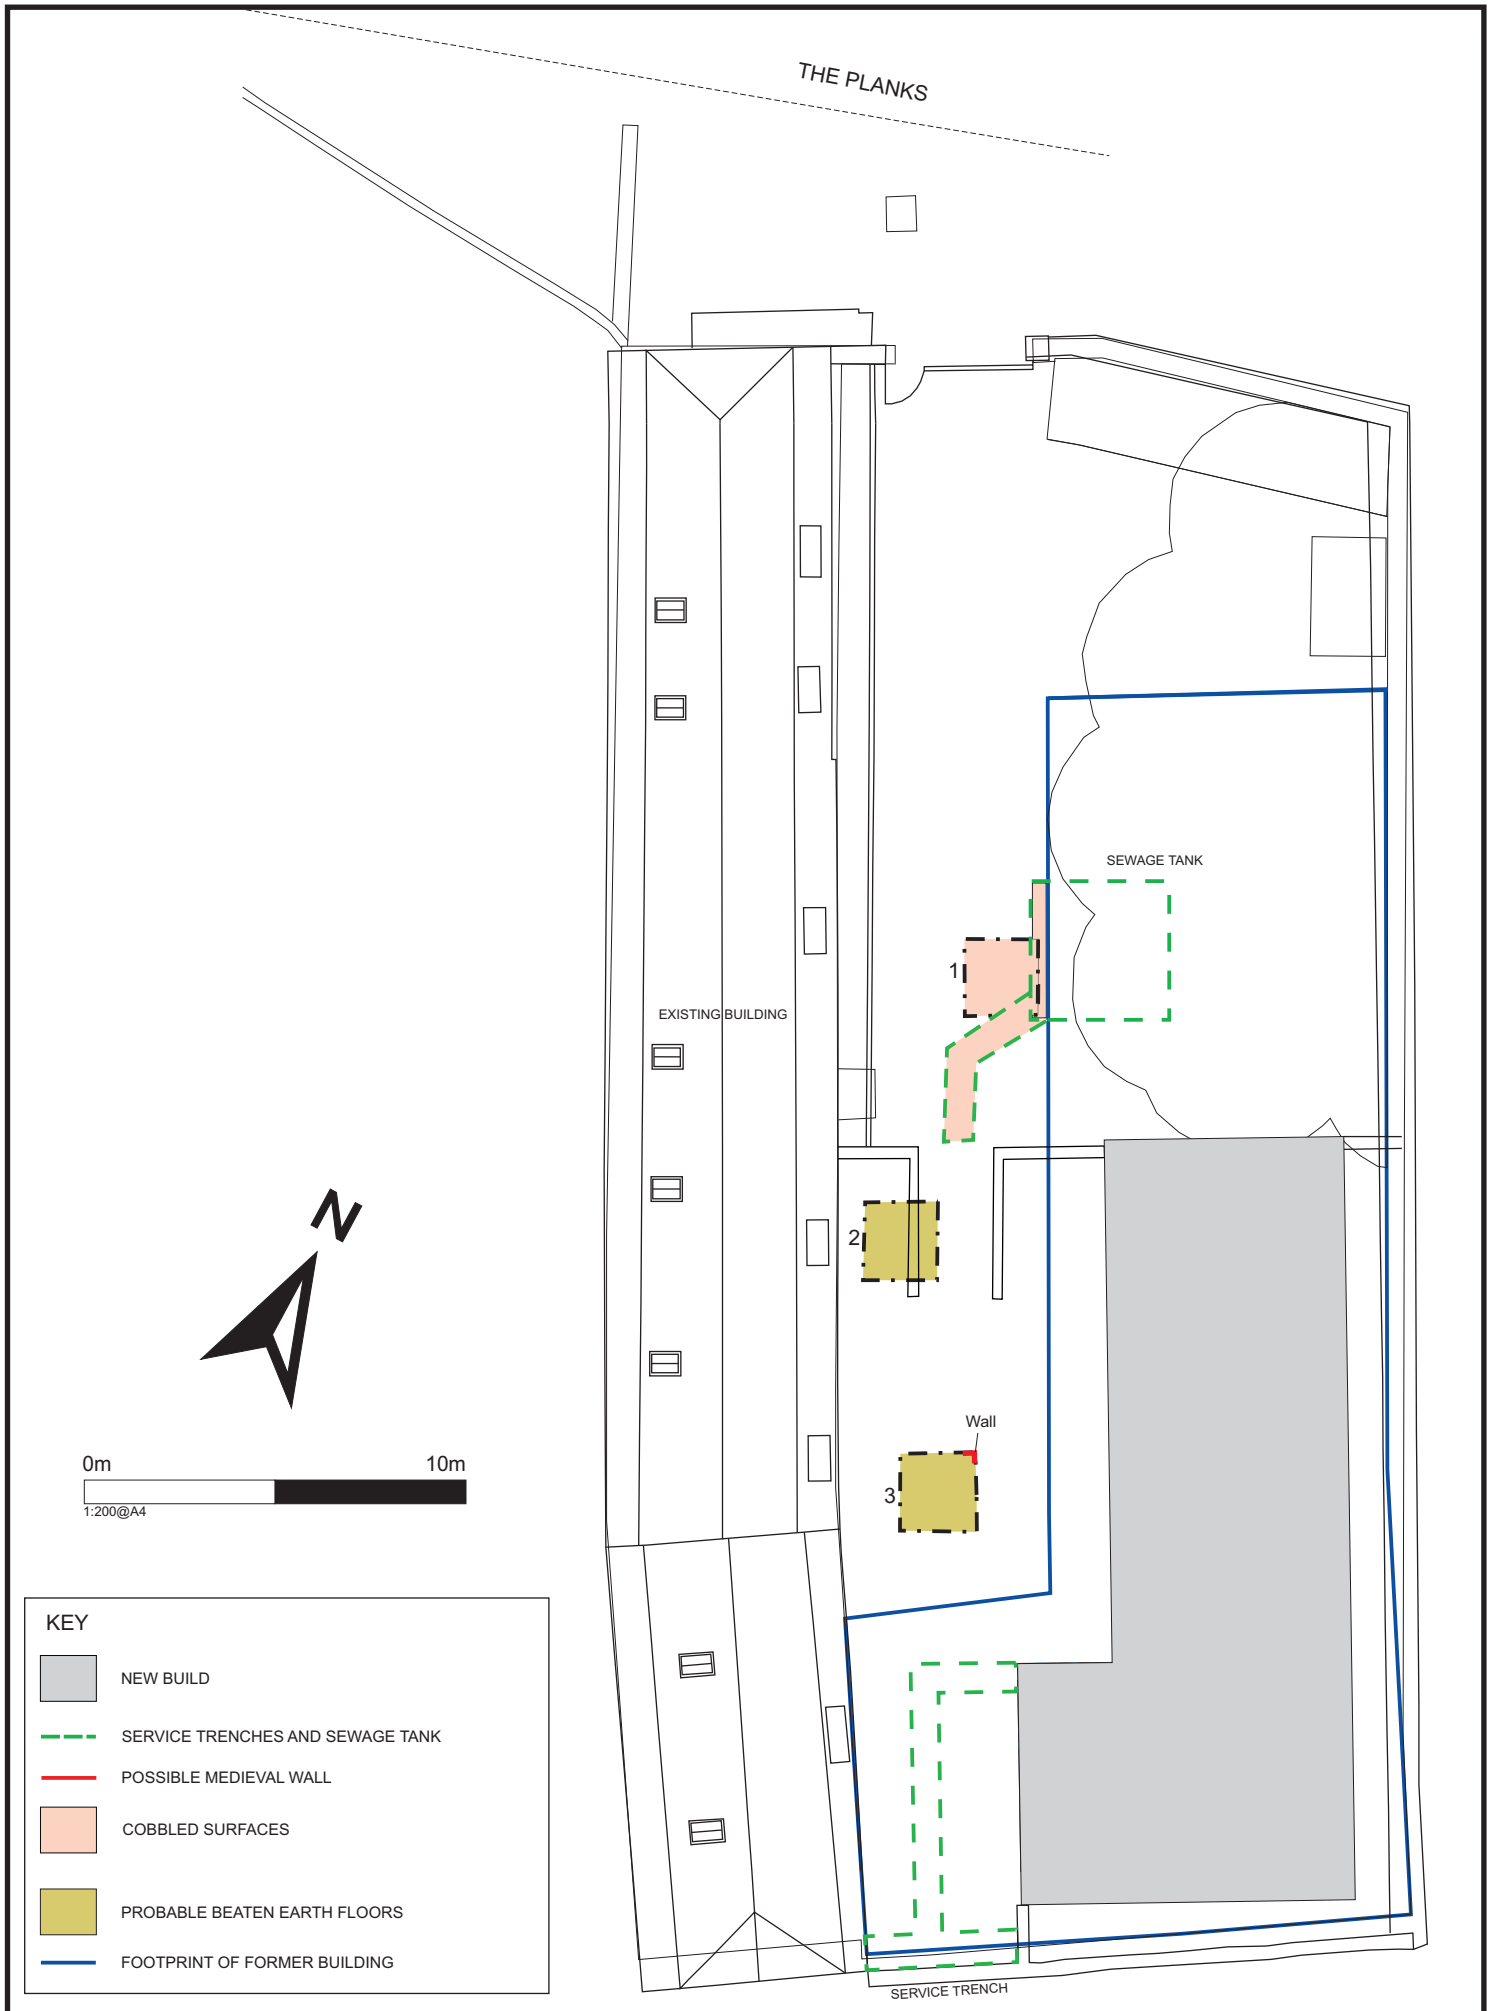 THE PLANKS
SEWAGE TANK
1
EXISTING BUILDING
2
N
Wall
3
0m 10m
1:200@A4
KEY
NEW BUILD
SERVICE TRENCHES AND SEWAGE TANK
POSSIBLE MEDIEVAL WALL
COBBLED SURFACES
PROBABLE BEATEN EARTH FLOORS
FOOTPRINT OF FORMER BUILDING
SERVICE TRENCH